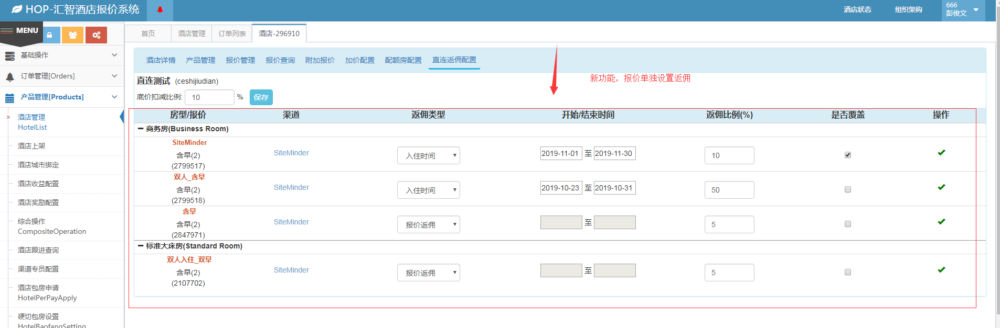 HOP-汇智酒店报价系统
酒店状态
组织架构
666
彭俊文
MENU
首页
酒店管理
订单列表
酒店-296910
基础操作
订单管理[Orders]
产品管理[Products]
酒店管理
HotelList
酒店上架
酒店城市绑定
酒店收益配置
酒店奖励配置
综合操作
CompositeOperation
酒店跟进查询
渠道专员配置
酒店包房申请
HotelPerPayApply
硬切包房设置
HotelBaofangSetting
酒店详情
产品管理
报价管理
报价查询
附加报价
加价配置
配额房配置
直连返佣配置
直连测试 (ceshijiudian)
新功能，报价单独设置返佣
底价扣减比例: 10 % 保存
房型/报价 渠道 返佣类型 开始/结束时间 返佣比例(%) 是否覆盖 操作
商务房(Business Room)
SiteMinder
含早(2)
(2799517)
SiteMinder 入住时间 2019-11-01 至 2019-11-30 10
双人_含早
含早(2)
(2799518)
SiteMinder 入住时间 2019-10-23 至 2019-10-31 50
含早
含早(2)
(2847971)
SiteMinder 报价返佣 至 5
标准大床房(Standard Room)
双人入住_双早
含早(2)
(2107702)
SiteMinder 报价返佣 至 5